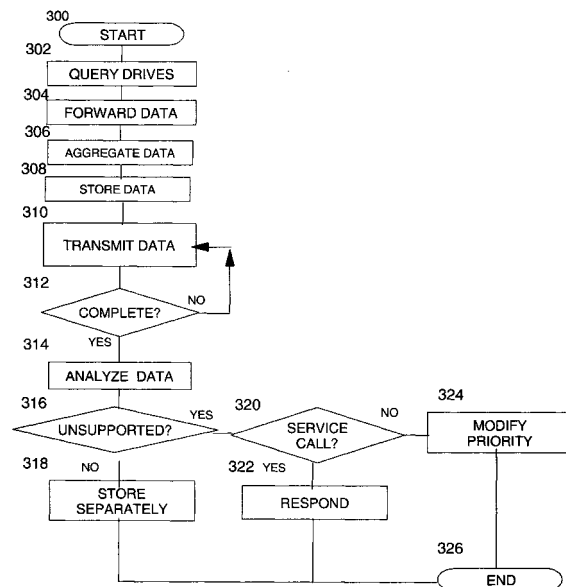 300
START
302
QUERY DRIVES
304
FORWARD DATA
306
AGGREGATE DATA
308
STORE DATA
310
TRANSMIT DATA
312
COMPLETE?
NO
YES
314
ANALYZE DATA
316
UNSUPPORTED?
YES
320
SERVICE
CALL?
NO
324
MODIFY
PRIORITY
318
NO
STORE
SEPARATELY
322
YES
RESPOND
326
END